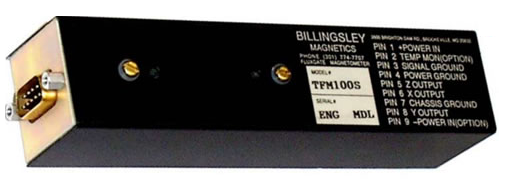 BILLINGSLEY
2600 BRIGHTON DAM RD., BROOKEVILLE, MD 20833
MAGNETICS
PHONE (301) 774-7707
FLUXGATE MAGNETOMETER
MODEL#
TFM100S
SERIAL#
ENG MDL
PIN 1 +POWER IN
PIN 2 TEMP MON(OPTION)
PIN 3 SIGNAL GROUND
PIN 4 POWER GROUND
PIN 5 Z OUTPUT
PIN 6 X OUTPUT
PIN 7 CHASSIS GROUND
PIN 8 Y OUTPUT
PIN 9 -POWER IN(OPTION)